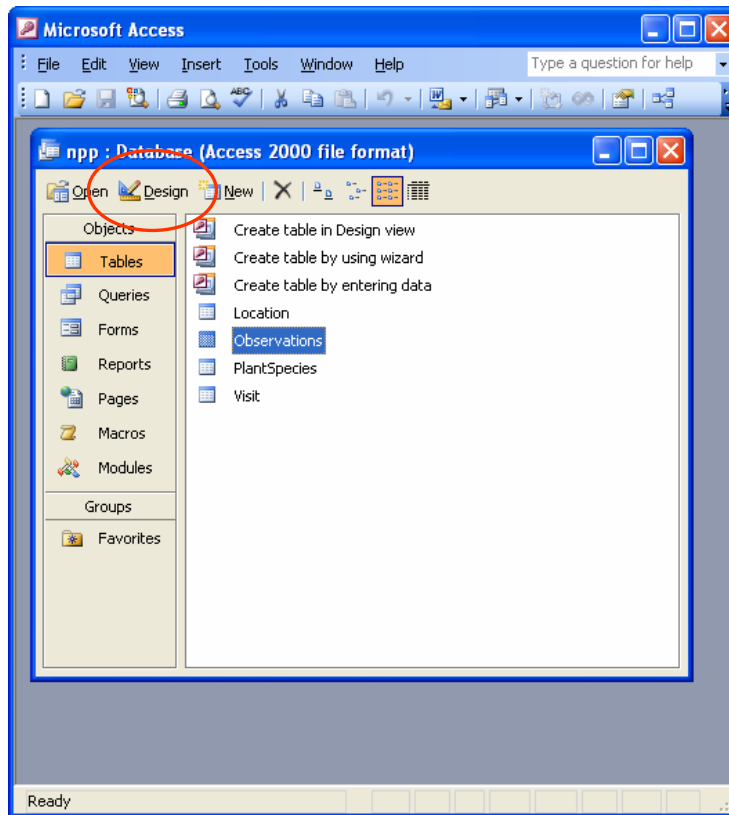 Microsoft Access
File Edit View Insert Tools Window Help Type a question for help
npp : Database (Access 2000 file format)
Open Design New
Objects
Tables
Queries
Forms
Reports
Pages
Macros
Modules
Groups
Favorites
Create table in Design view
Create table by using wizard
Create table by entering data
Location
Observations
PlantSpecies
Visit
Ready